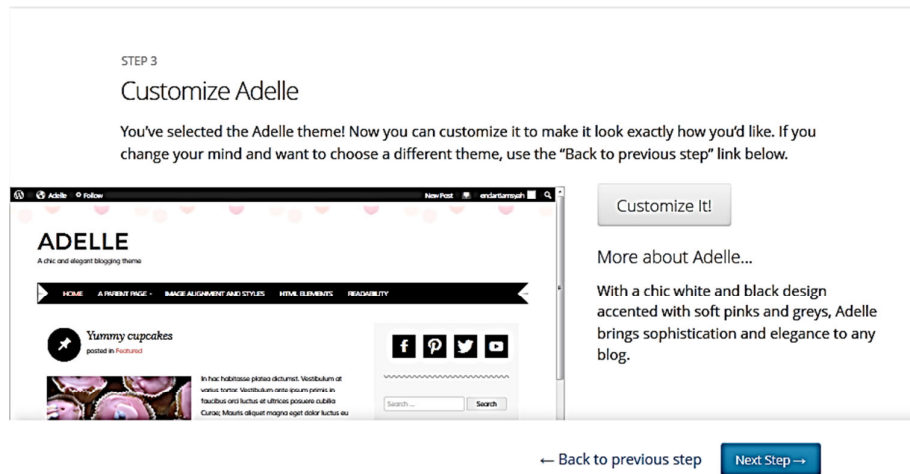 STEP 3
Customize Adelle
You've selected the Adelle theme! Now you can customize it to make it look exactly how you'd like. If you
change your mind and want to choose a different theme, use the “Back to previous step” link below.
Adelle Follow New Post
ADELLE
A chic and elegant blogging theme
HOME A PARENT PAGE IMAGE ALIGNMENT AND STYLES HTML ELEMENTS READABILITY
Yummy cupcakes
posted in Featured
In hac habitasse platea dictumst. Vestibulum at
varius tortor. Vestibulum ante ipsum primis in
faucibus orci luctus et ultrices posuere cubilia
Curae; Mauris aliquet magna eget dolor luctus eu
Search ... Search
Customize It!
More about Adelle...
With a chic white and black design
accented with soft pinks and greys, Adelle
brings sophistication and elegance to any
blog.
← Back to previous step Next Step →